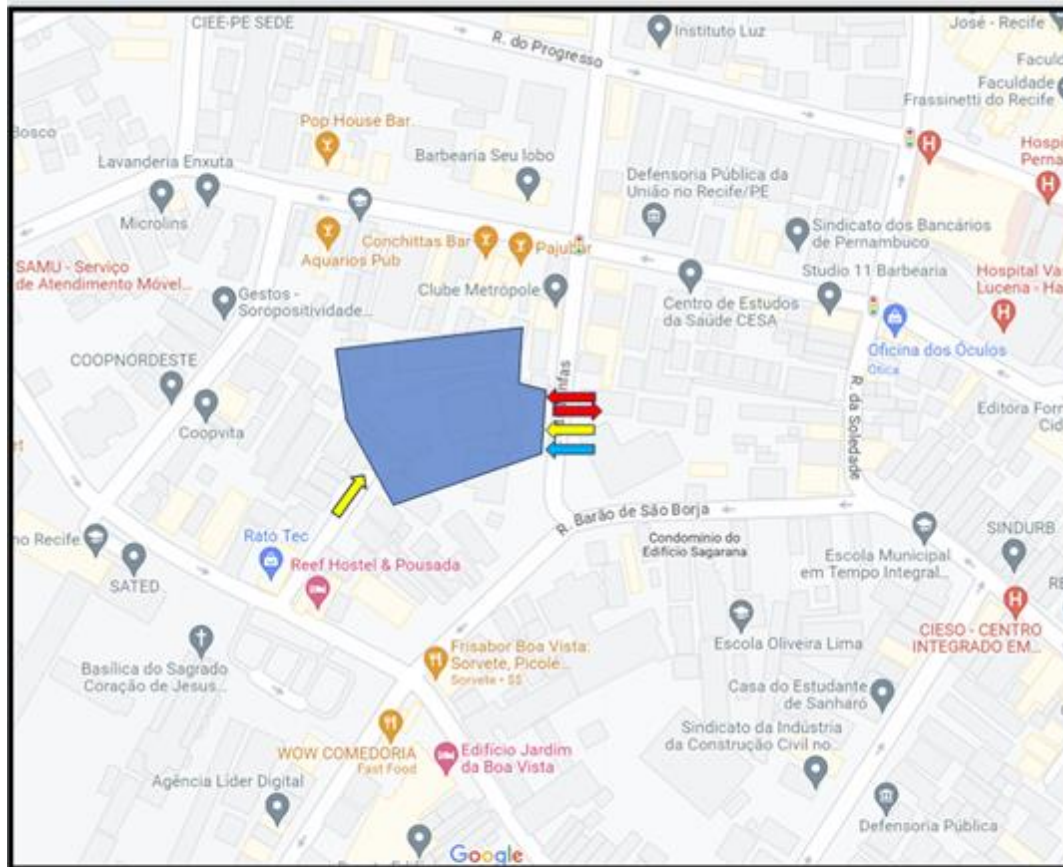 CIEE-PE SEDE
Instituto Luz
José - Recife
R. do Progresso
Faculdade
Frassinetti do Recife
Bosco
Pop House Bar
Lavanderia Enxuta
Barbearia Seu lobo
Defensoria Pública da
União no Recife/PE
Microlins
Sindicato dos Bancários
de Pernambuco
Conchittas Bar
Pajubar
Aquarios Pub
SAMU - Serviço
de Atendimento Móvel...
Studio 11 Barbearia
Clube Metrópole
Centro de Estudos
da Saúde CESA
Gestos -
Soropositividade...
Oficina dos Óculos
Otica
COOPNORDESTE
R. da Soledade
Coopvita
R. Barão de São Borja
Condomínio do
Edifício Sagarana
no Recife
Rato Tec
SINDURB
Escola Municipal
em Tempo Integral...
Reef Hostel & Pousada
SATED
CIESO - CENTRO
INTEGRADO EM...
Escola Oliveira Lima
Basílica do Sagrado
Coração de Jesus...
Frisabor Boa Vista:
Sorvete, Picolé...
Sorvete • $$
Casa do Estudante
de Sanharó
Sindicato da Indústria
da Construção Civil no...
WOW COMEDORIA
Fast Food
Edifício Jardim
da Boa Vista
Agência Lider Digital
Defensoria Pública
Google